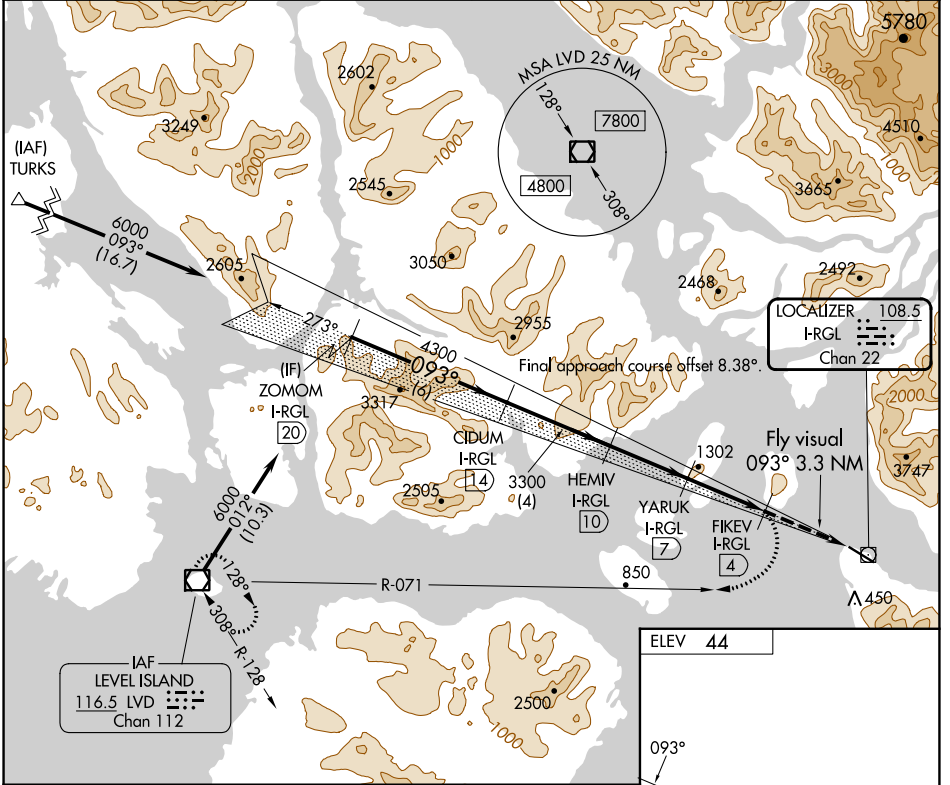 5780
2602
MSA LVD 25 NM
128°
7800
3000
3249
4510
(IAF)
TURKS
1000
2000
1000
2545
4800
308°
3665
6000
093°
(16.7)
3050
2605
2468
2492
LOCALIZER 108.5
I-RGL
Chan 22
273°
2955
4300
093°
(6)
Final approach course offset 8.38°.
(IF)
ZOMOM
I-RGL
20
3317
2000
CIDUM
I-RGL
14
1302
Fly visual
093° 3.3 NM
3747
3300
(4)
HEMIV
I-RGL
10
2505
YARUK
I-RGL
7
FIKEV
I-RGL
4
6000
012°
(10.3)
128°
R-071
850
450
308°
R-128
ELEV 44
IAF
LEVEL ISLAND
116.5 LVD
Chan 112
2500
1000
093°